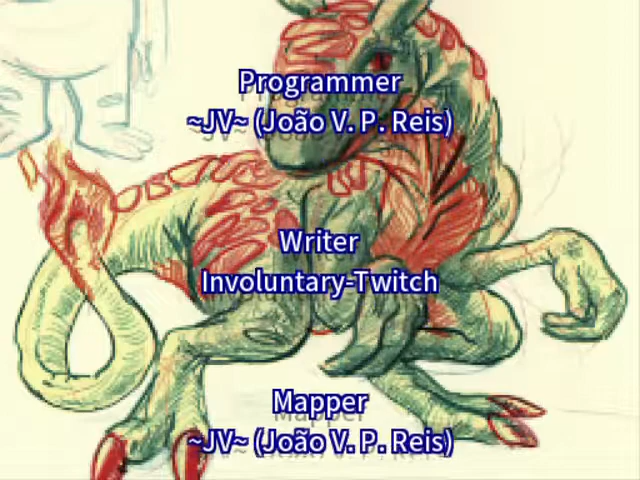 Programmer
~JV~ (João V. P. Reis)
Writer
Involuntary-Twitch
Mapper
~JV~ (João V. P. Reis)